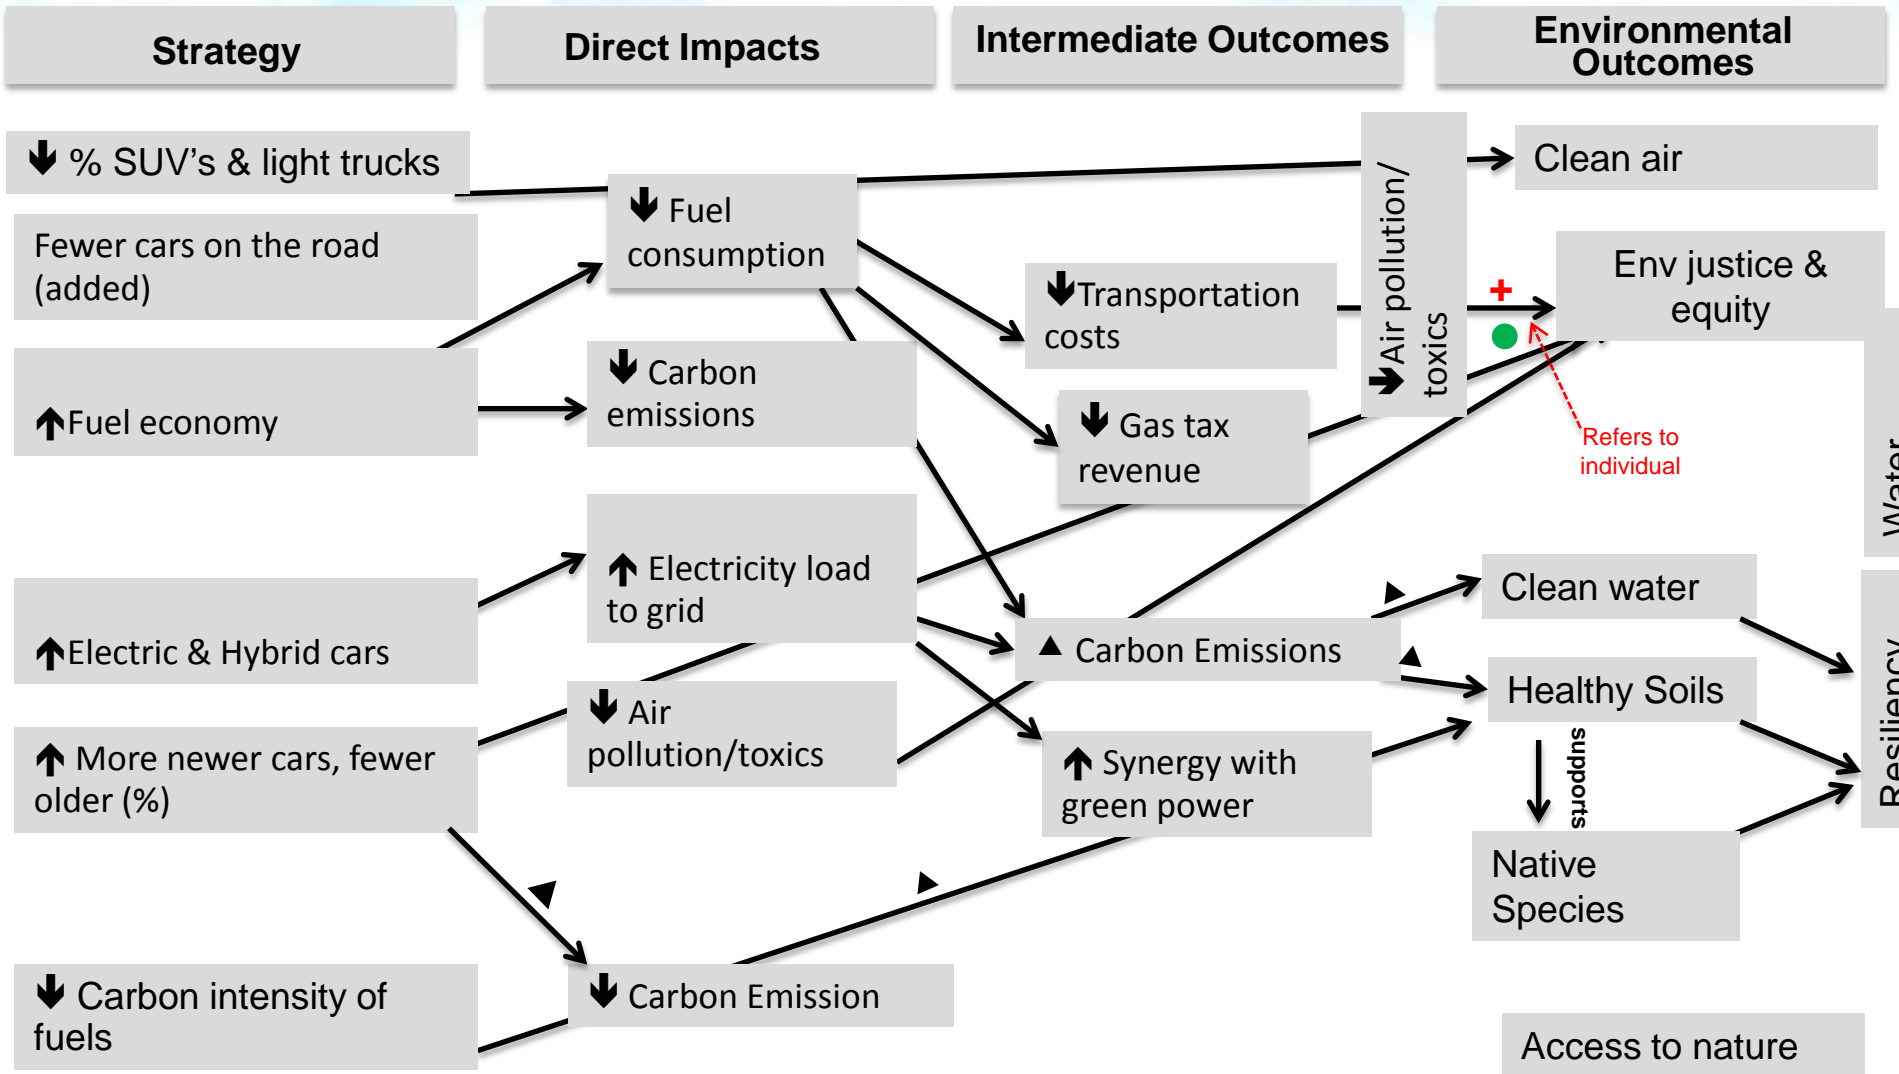 Strategy
Direct Impacts
Intermediate Outcomes
Environmental
Outcomes
% SUV's & light trucks
Fewer cars on the road
(added)
Fuel economy
Electric & Hybrid cars
More newer cars, fewer
older (%)
Carbon intensity of
fuels
Fuel
consumption
Carbon
emissions
Electricity load
to grid
Air
pollution/toxics
Carbon Emission
Transportation
costs
Gas tax
revenue
Carbon Emissions
Synergy with
green power
Air pollution/
toxics
Clean air
+
Env justice &
equity
Refers to
individual
Clean water
Healthy Soils
supports
Native
Species
Access to nature
Water
Resiliency